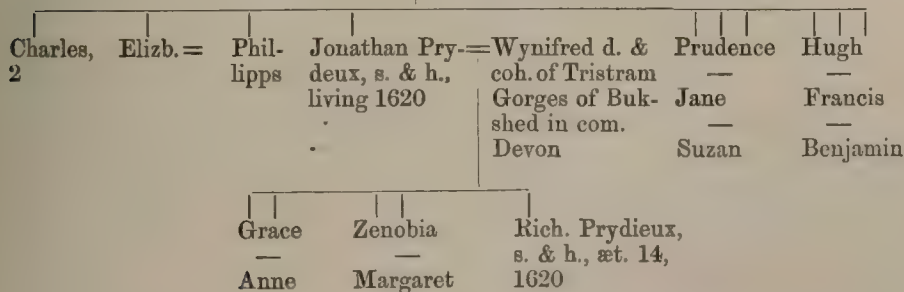 Charles, Elizb. = Phil- Jonathan Pry-=Wynifred d. & Prudence Hugh
2 lipps deux, s. & h., coh. of Tristram — —
living 1620 Gorges of Buk- Jane Francis
shed in com. — —
Devon Suzan Benjamin
Grace Zenobia Rich. Prydieux,
— — s. & h., æt. 14,
Anne Margaret 1620